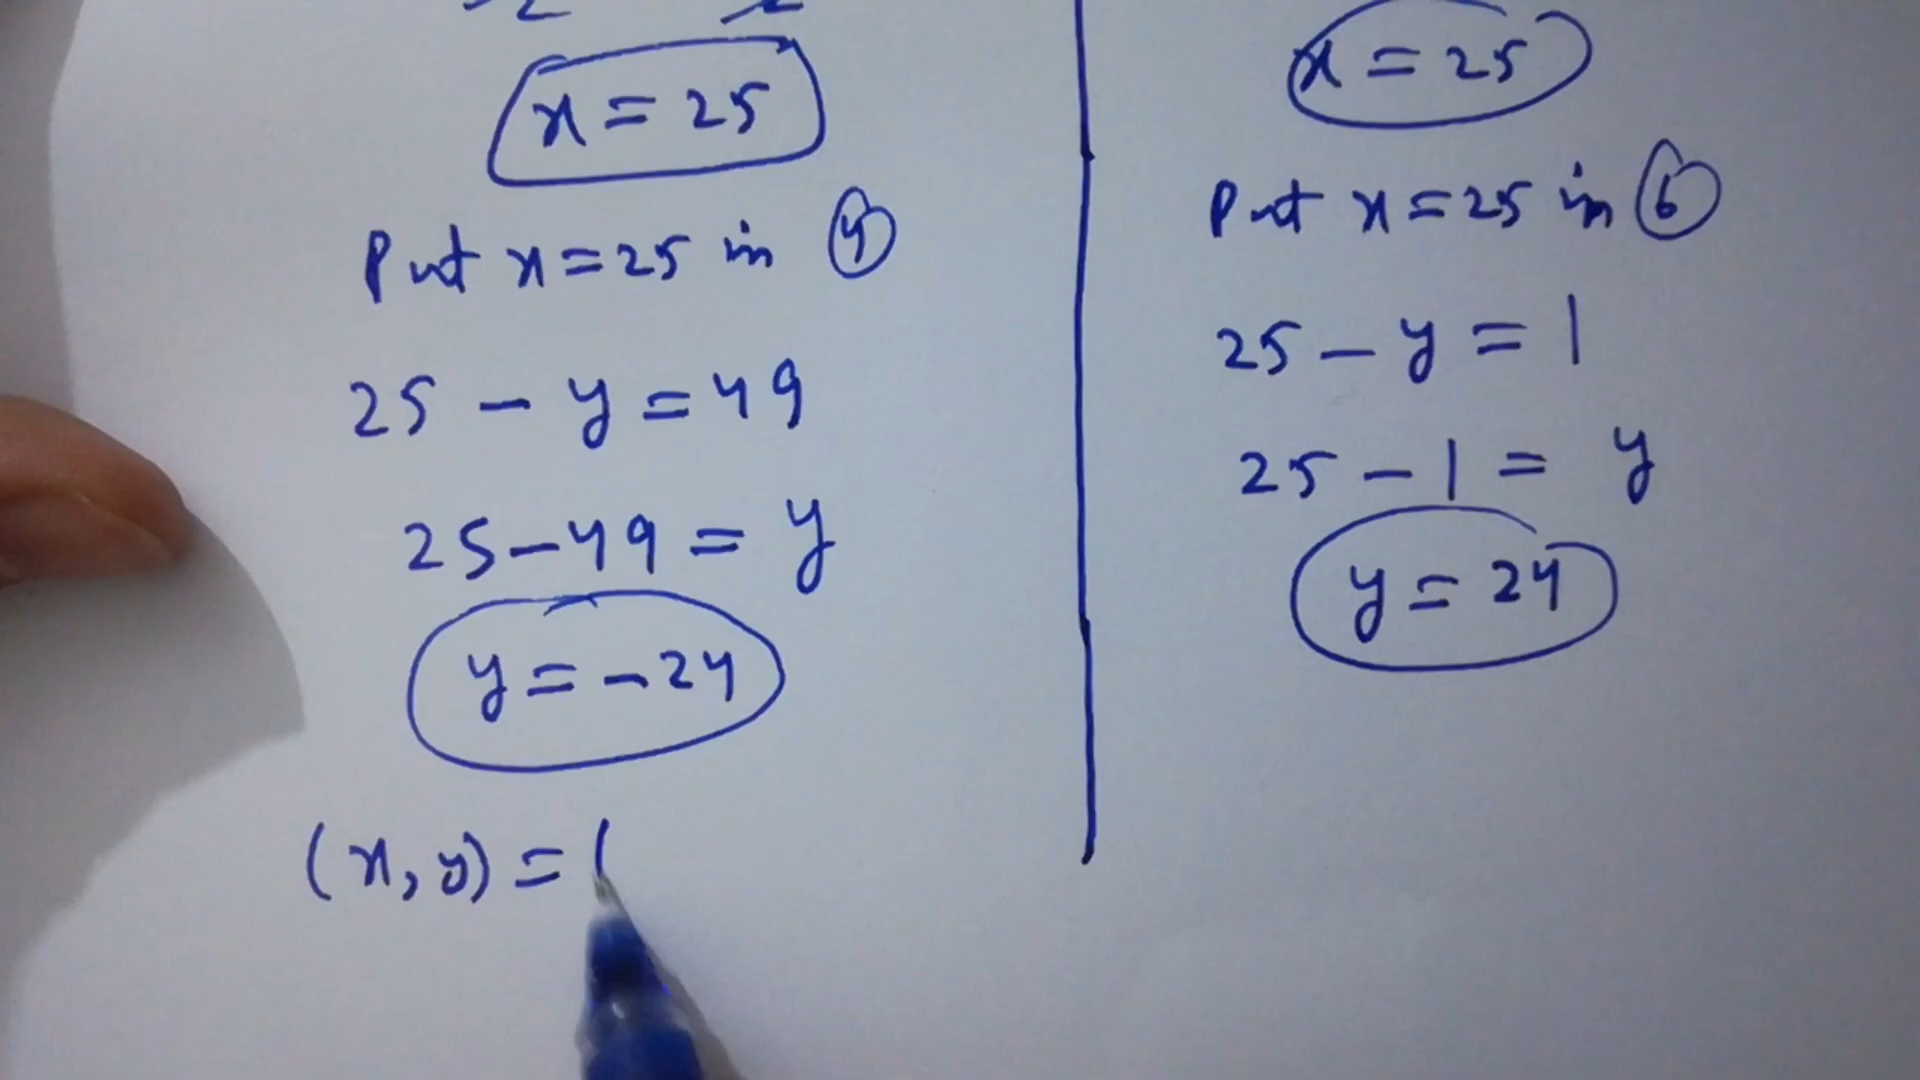 x = 25
Put x = 25 in 4
25 - y = 49
25 - 49 = y
y = -24
(x, y) = (
x = 25
Put x = 25 in 6
25 - y = 1
25 - 1 = y
y = 24